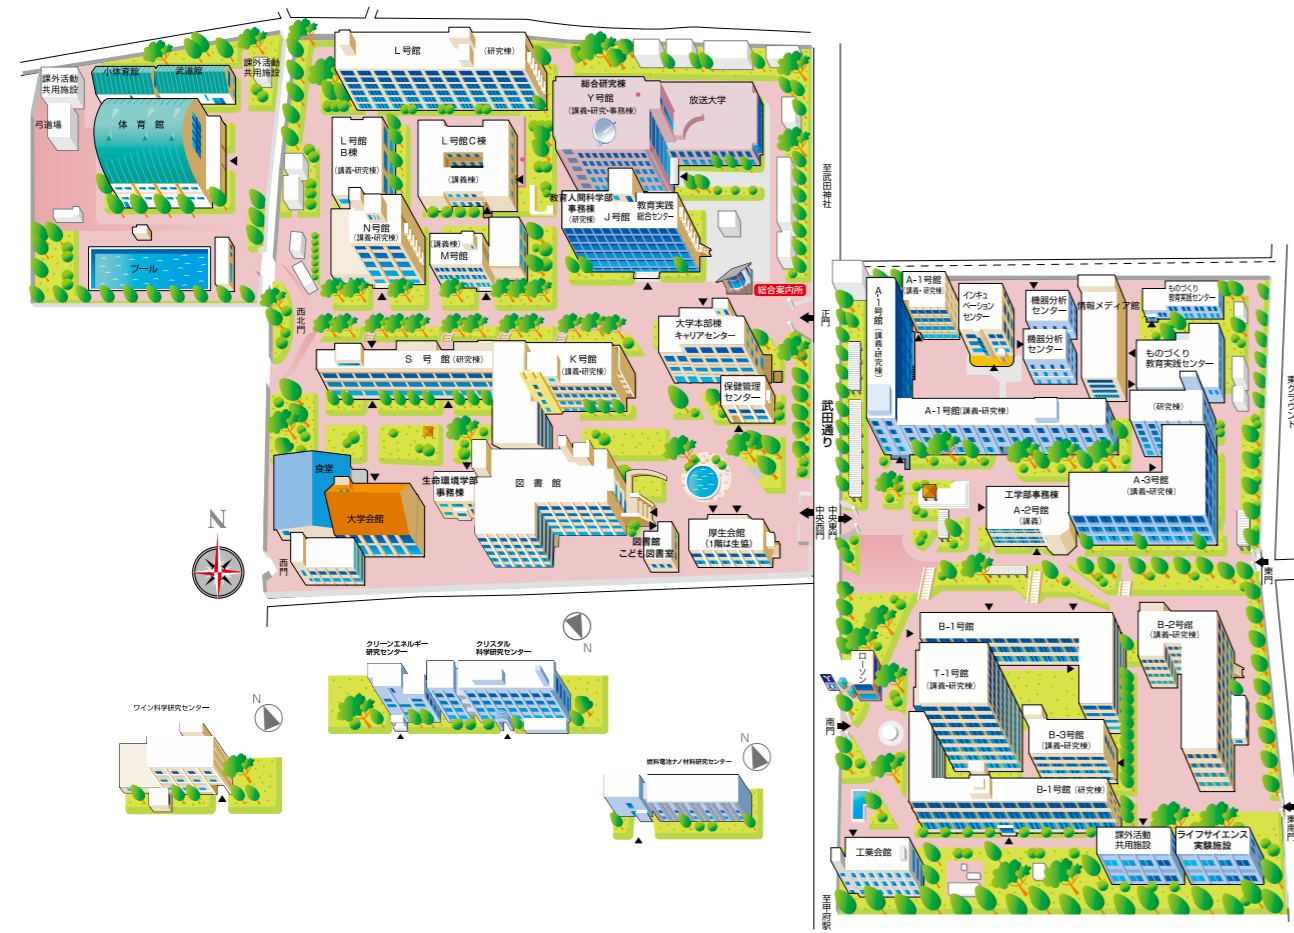 課外活動
共用施設
小体育館
武道館
課外活動
共用施設
弓道場
体 育 館
プール
L号館
(研究棟)
L号館
B棟
(講義・研究棟)
L号館C棟
(講義棟)
N号館
(講義・研究棟)
(講義棟)
M号館
総合研究棟
Y号館
(講義・研究・事務棟)
放送大学
教育人間科学部
事務棟
(研究棟)
J号館
教育実践
総合センター
総合案内所
至武田神社
正門
西北門
S 号 館(研究棟)
K号館
(講義・研究棟)
大学本部棟
キャリアセンター
保健管理
センター
食堂
大学会館
生命環境学部
事務棟
図 書 館
図書館
こども図書室
厚生会館
(1階は生協)
西門
N
武田通り
中央西門
中央東門
A-1号館(講義・研究棟)
A-1号館
(講義・研究棟)
インキュ
ベーション
センター
機器分析
センター
機器分析
センター
情報メディア館
ものづくり
教育実践センター
ものづくり
教育実践センター
(研究棟)
A-1号館(講義・研究棟)
A-3号館
(講義・研究棟)
工学部事務棟
A-2号館
(講義)
東グラウンド
東門
B-1号館
B-2号館
(講義・研究棟)
ローソン
T-1号館
(講義・研究棟)
B-3号館
(講義・研究棟)
南門
B-1号館(研究棟)
工業会館
課外活動
共用施設
ライフサイエンス
実験施設
東南門
至甲府駅
クリーンエネルギー
研究センター
クリスタル
科学研究センター
N
ワイン科学研究センター
N
燃料電池ナノ材料研究センター
N